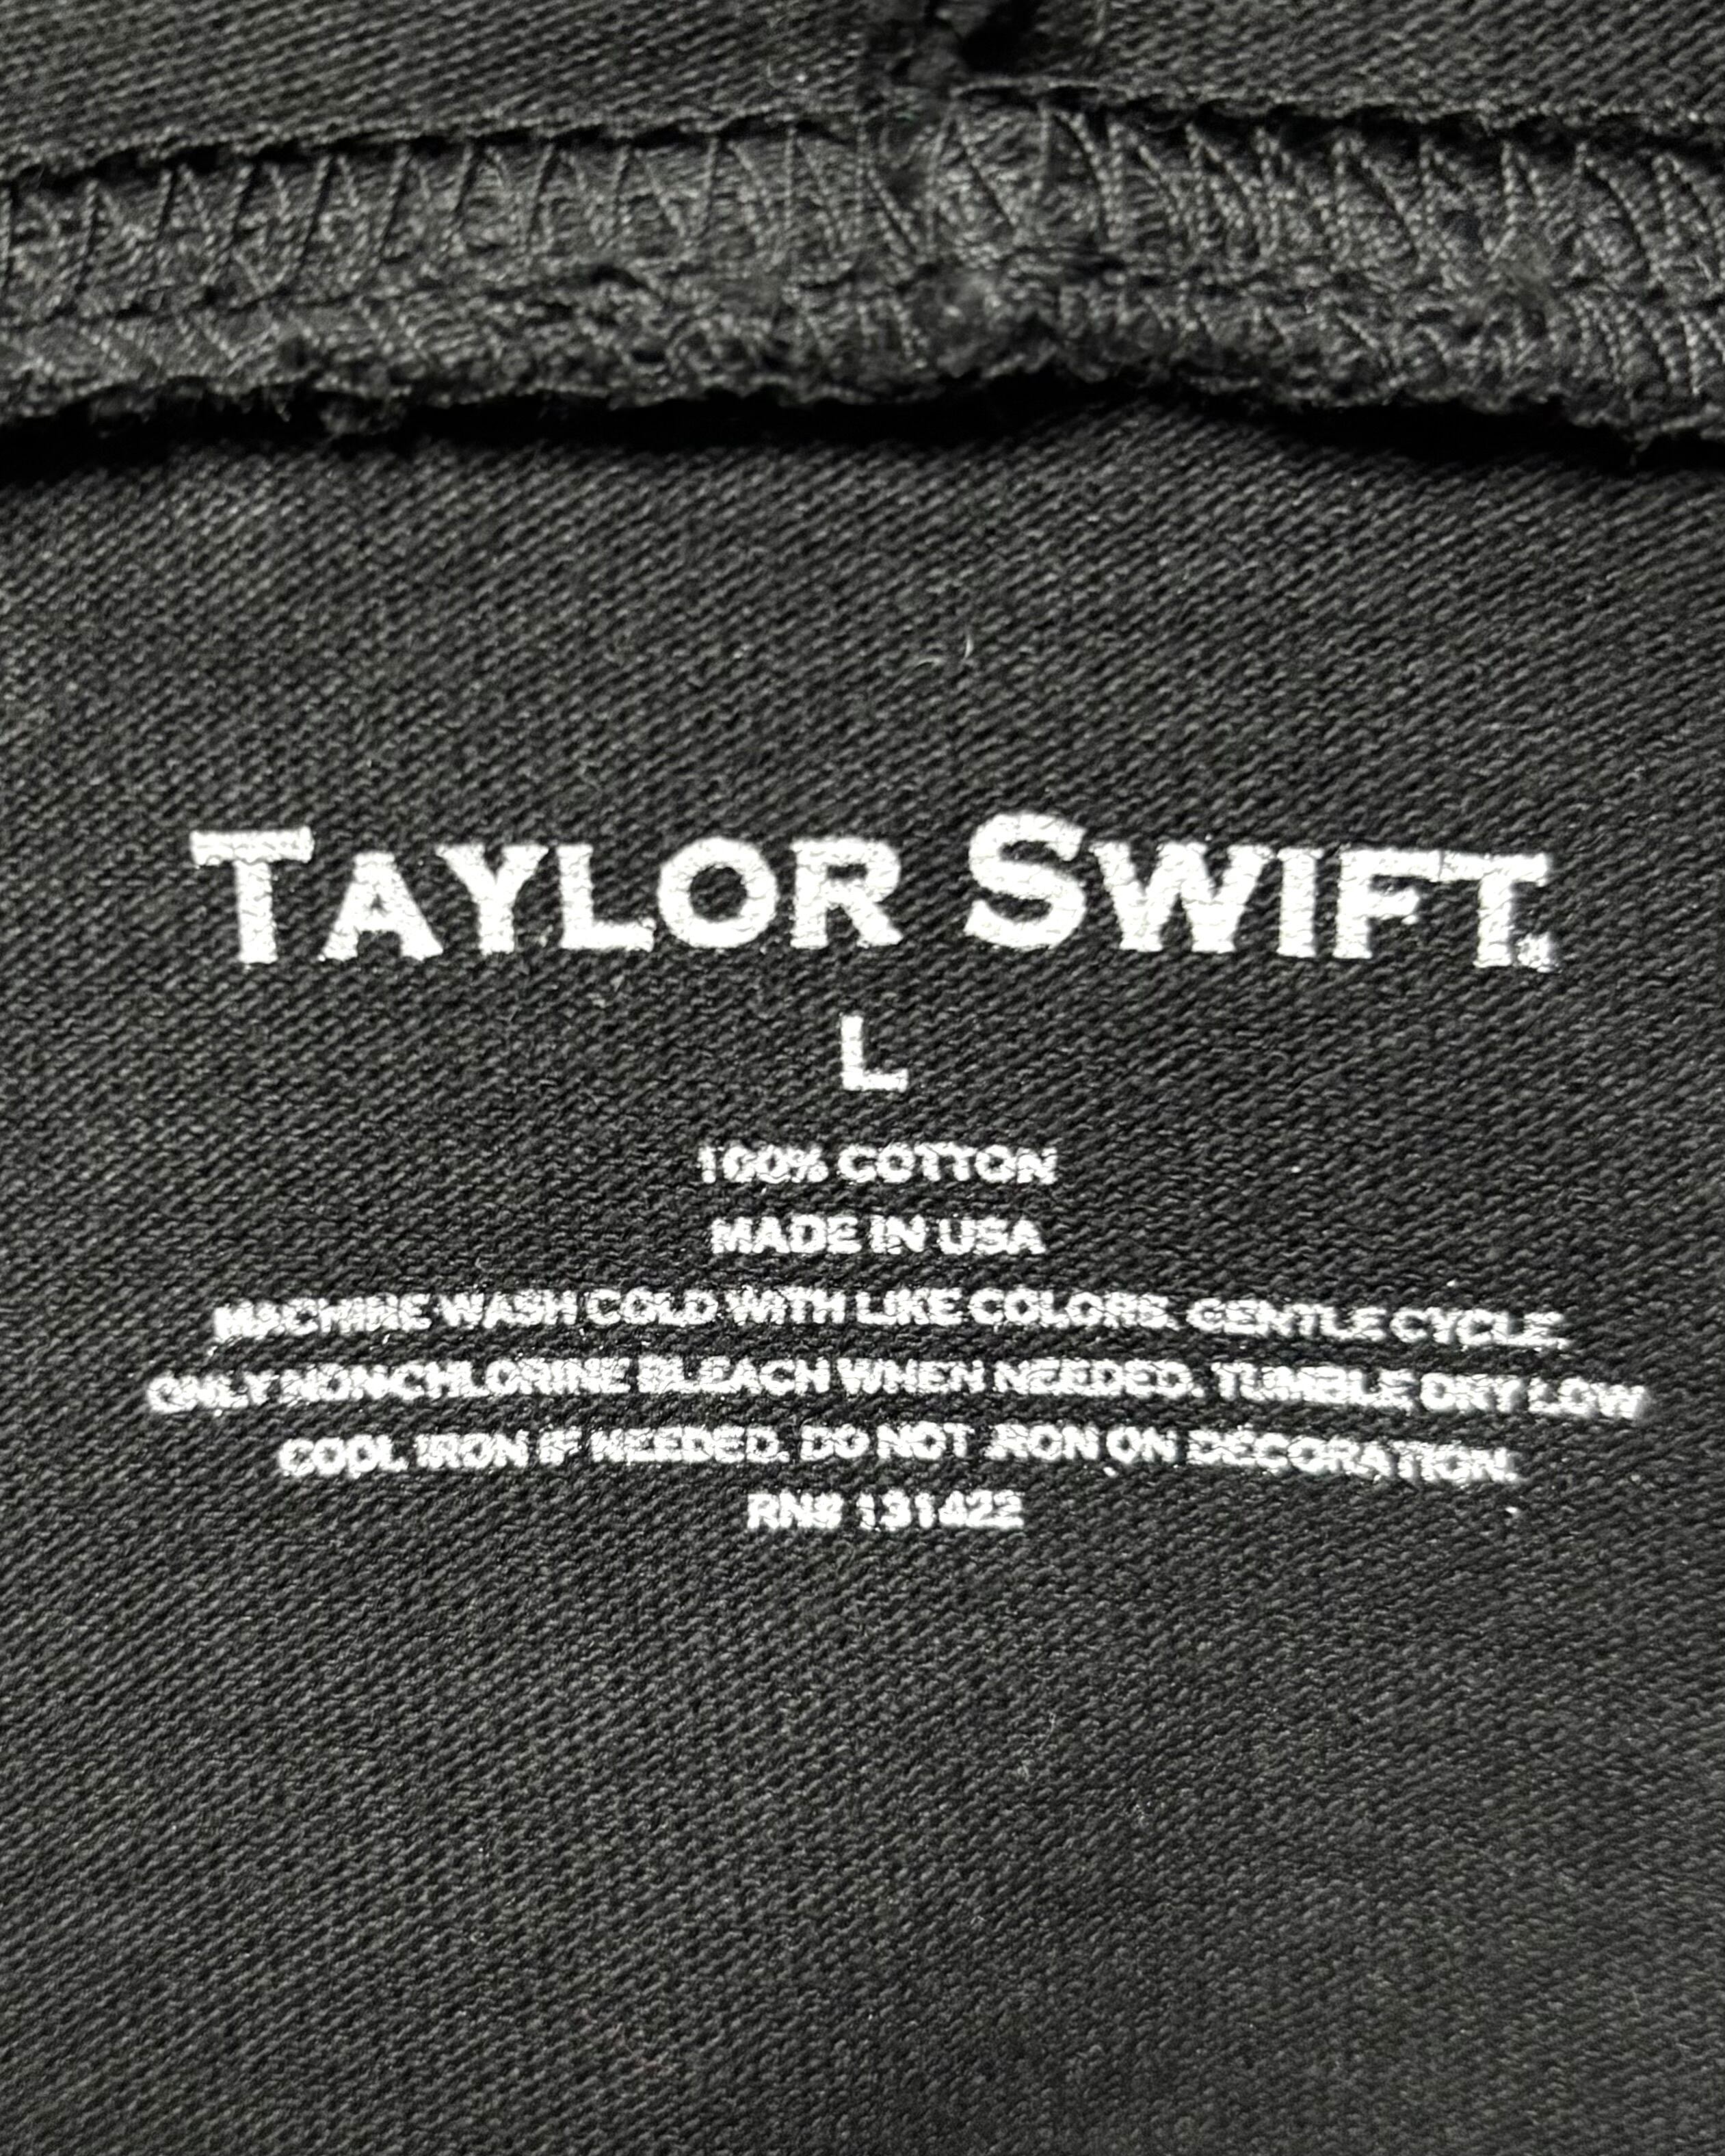 TAYLOR SWIFT®
L
100% COTTON
MADE IN USA
MACHINE WASH COLD WITH LIKE COLORS. GENTLE CYCLE.
ONLY NONCHLORINE BLEACH WHEN NEEDED. TUMBLE DRY LOW
COOL IRON IF NEEDED. DO NOT IRON ON DECORATION.
RN# 131422